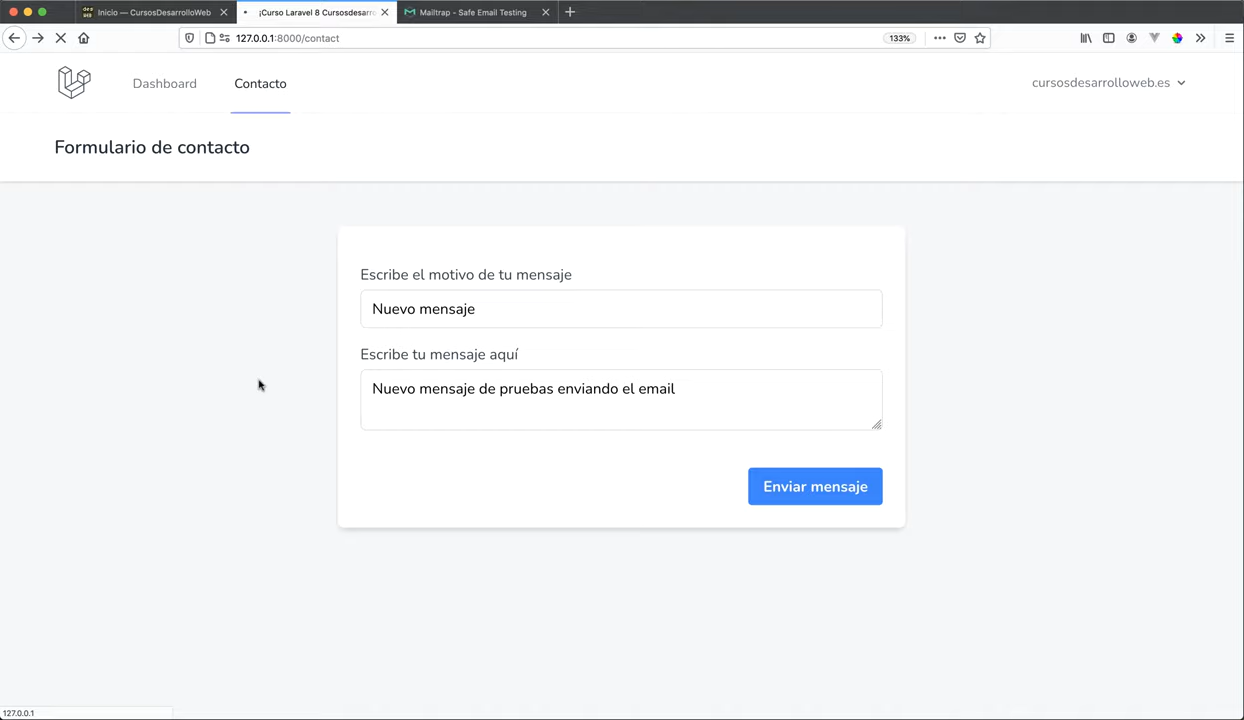 Inicio — CursosDesarrolloWeb
¡Curso Laravel 8 Cursosdesarro
Mailtrap - Safe Email Testing
127.0.0.1:8000/contact
133%
Dashboard
Contacto
cursosdesarrolloweb.es
Formulario de contacto
Escribe el motivo de tu mensaje
Nuevo mensaje
Escribe tu mensaje aquí
Nuevo mensaje de pruebas enviando el email
Enviar mensaje
127.0.0.1